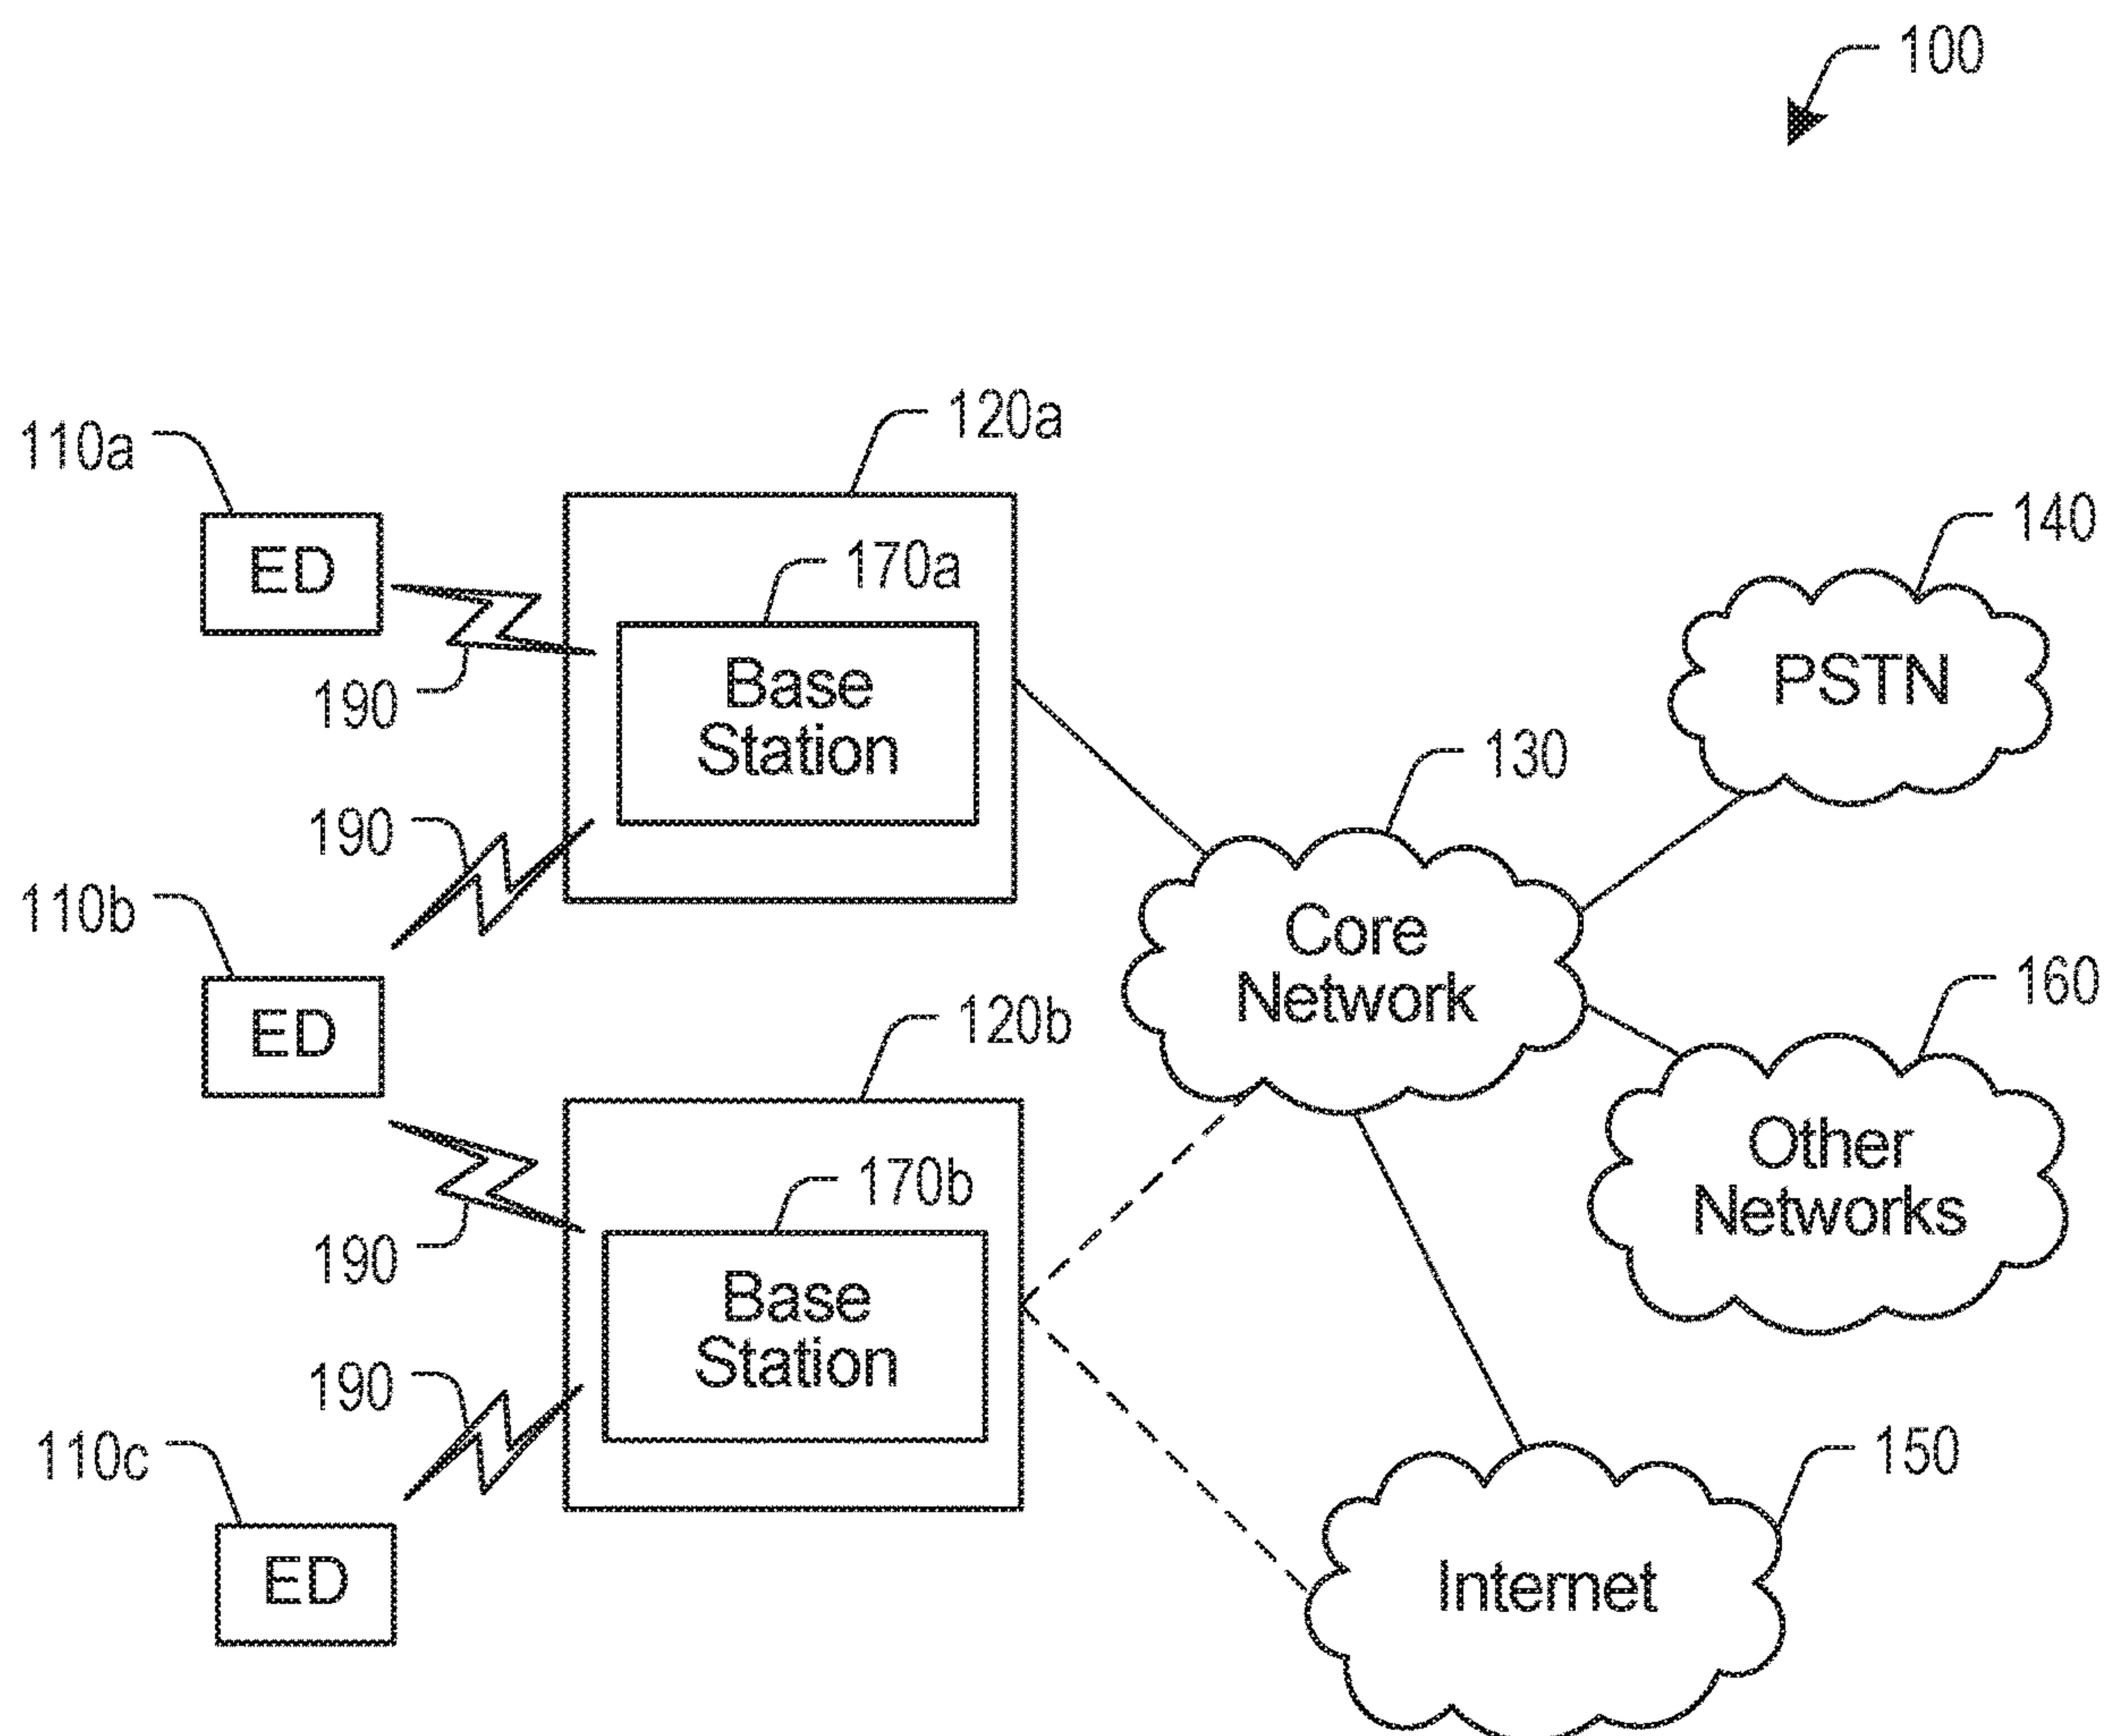 100
120a
110a
ED
170a
140
190
Base
Station
PSTN
130
190
110b
Core
Network
ED
120b
160
Other
Networks
170b
190
Base
Station
190
110c
150
ED
Internet